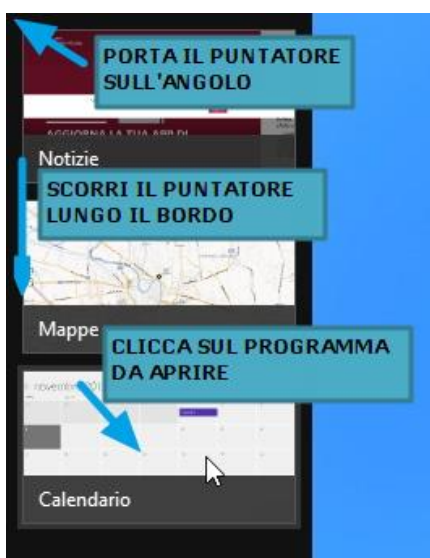 PORTA IL PUNTATORE
SULL'ANGOLO
AGGIORNA LA TUA APP DI
Notizie
SCORRI IL PUNTATORE
LUNGO IL BORDO
Mappe
CLICCA SUL PROGRAMMA
DA APRIRE
novembre
Calendario